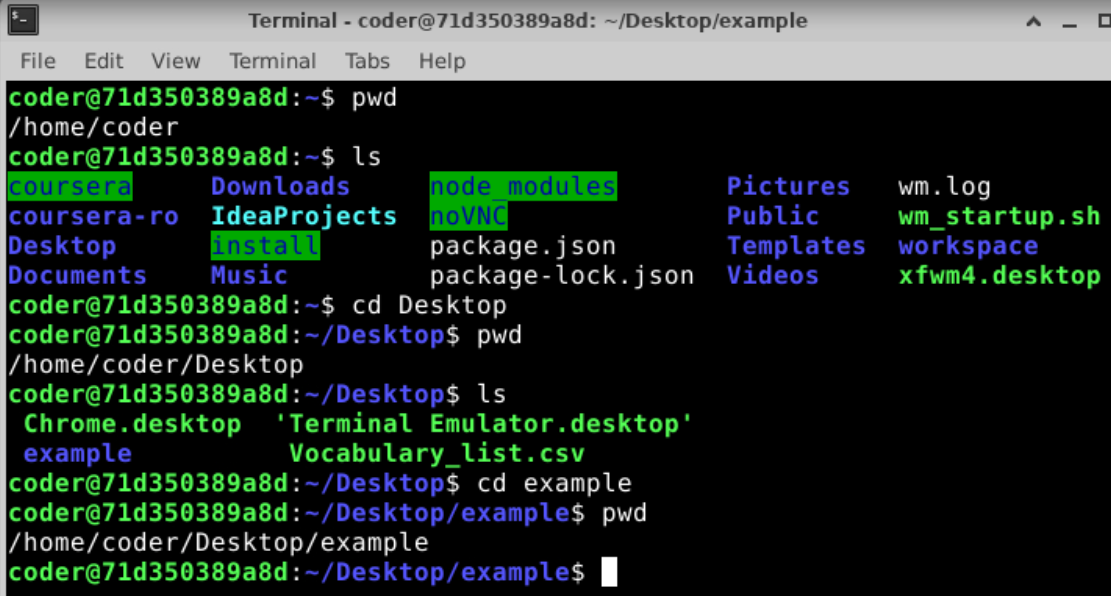 Terminal - coder@71d350389a8d: ~/Desktop/example
File Edit View Terminal Tabs Help
coder@71d350389a8d:~$ pwd
/home/coder
coder@71d350389a8d:~$ ls
coursera Downloads node_modules Pictures wm.log
coursera-ro IdeaProjects noVNC Public wm_startup.sh
Desktop install package.json Templates workspace
Documents Music package-lock.json Videos xfwm4.desktop
coder@71d350389a8d:~$ cd Desktop
coder@71d350389a8d:~/Desktop$ pwd
/home/coder/Desktop
coder@71d350389a8d:~/Desktop$ ls
Chrome.desktop 'Terminal Emulator.desktop'
example Vocabulary_list.csv
coder@71d350389a8d:~/Desktop$ cd example
coder@71d350389a8d:~/Desktop/example$ pwd
/home/coder/Desktop/example
coder@71d350389a8d:~/Desktop/example$